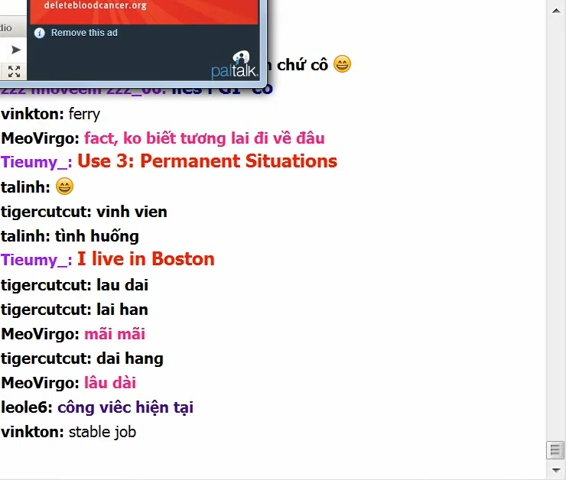 deletebloodcancer.org
dio
Remove this ad
paltalk.
chứ cô 😄
vinkton: ferry
MeoVirgo: fact, ko biết tương lai đi về đâu
Tieumy_: Use 3: Permanent Situations
talinh: 😄
tigercutcut: vinh vien
talinh: tình huống
Tieumy_: I live in Boston
tigercutcut: lau dai
tigercutcut: lai han
MeoVirgo: mãi mãi
tigercutcut: dai hang
MeoVirgo: lâu dài
leole6: công viêc hiện tại
vinkton: stable job